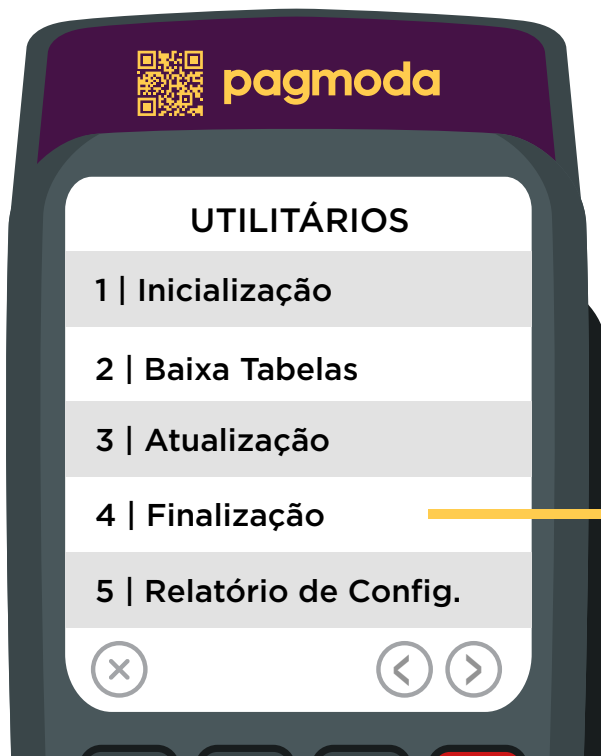 pagmoda
UTILITÁRIOS
1 | Inicialização
2 | Baixa Tabelas
3 | Atualização
4 | Finalização
5 | Relatório de Config.